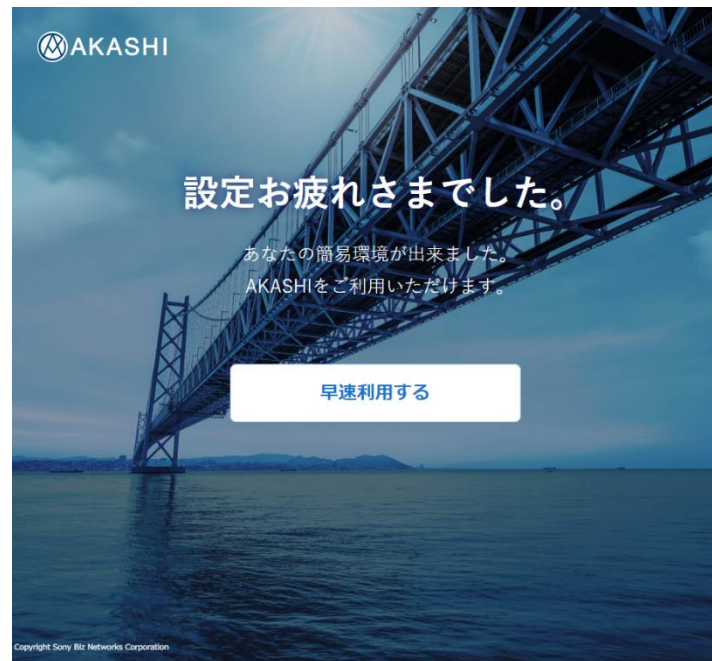 AKASHI
設定お疲れさまでした。
あなたの簡易環境が出来ました。
AKASHIをご利用いただけます。
早速利用する
Copyright Sony Biz Networks Corporation